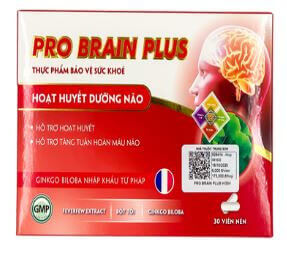 PRO BRAIN PLUS
THỰC PHẨM BẢO VỆ SỨC KHOẺ
HOẠT HUYẾT DƯỠNG NÃO
- HỖ TRỢ HOẠT HUYẾT
- HỖ TRỢ TĂNG TUẦN HOÀN MÁU NÃO
GINKGO BILOBA NHẬP KHẨU TỪ PHÁP
GMP
FEVERFEW EXTRACT
GINKGO BILOBA
PRO BRAIN PLUS
30 VIÊN NÉN